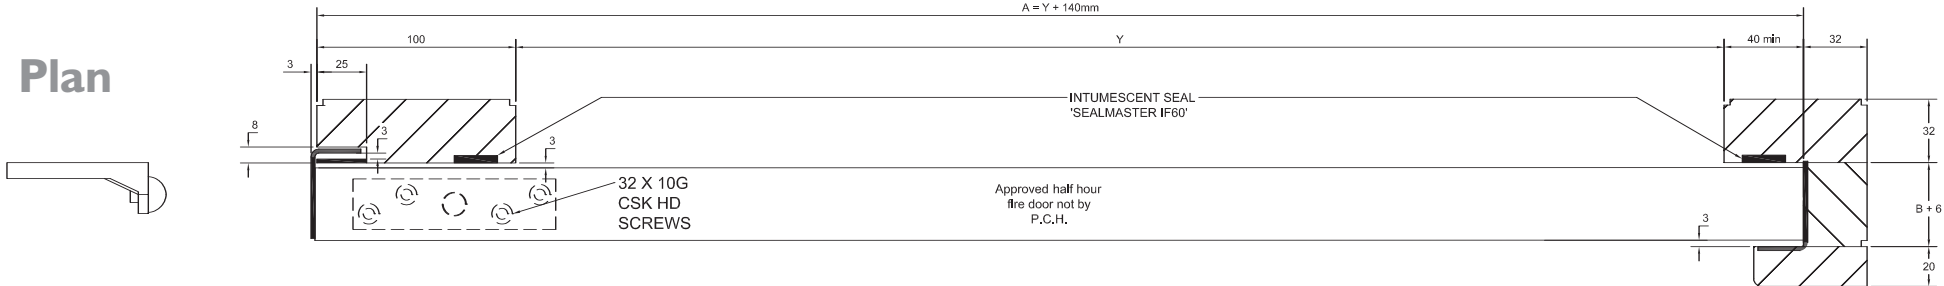 A = Y + 140mm
100
Y
40 min
32
Plan
3
25
INTUMESCENT SEAL
'SEALMASTER IF60'
8
3
3
32
32 X 10G
CSK HD
SCREWS
Approved half hour
fire door not by
P.C.H.
B + 6
3
20